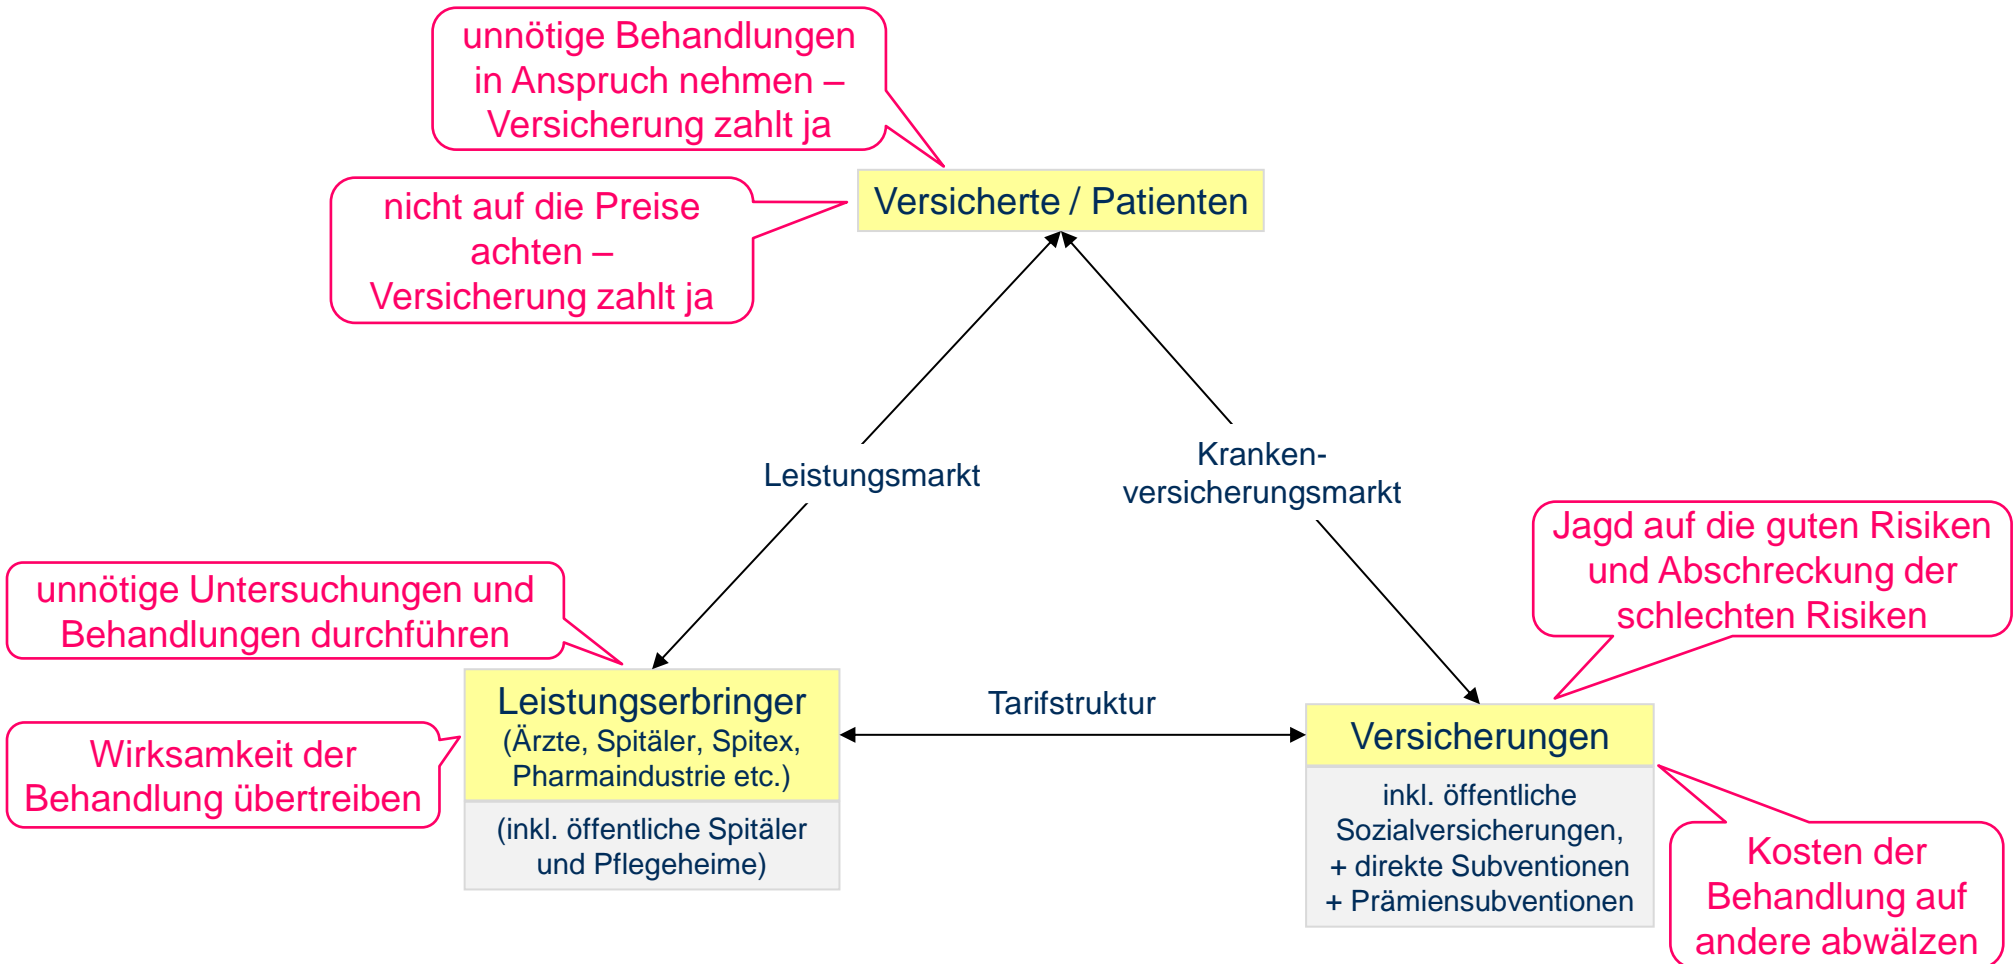 unnötige Behandlungen
in Anspruch nehmen –
Versicherung zahlt ja
nicht auf die Preise
achten –
Versicherung zahlt ja
Versicherte / Patienten
Leistungsmarkt
Kranken-
versicherungsmarkt
Jagd auf die guten Risiken
und Abschreckung der
schlechten Risiken
unnötige Untersuchungen und
Behandlungen durchführen
Wirksamkeit der
Behandlung übertreiben
Leistungserbringer
(Ärzte, Spitäler, Spitex,
Pharmaindustrie etc.)
(inkl. öffentliche Spitäler
und Pflegeheime)
Tarifstruktur
Versicherungen
inkl. öffentliche
Sozialversicherungen,
+ direkte Subventionen
+ Prämiensubventionen
Kosten der
Behandlung auf
andere abwälzen